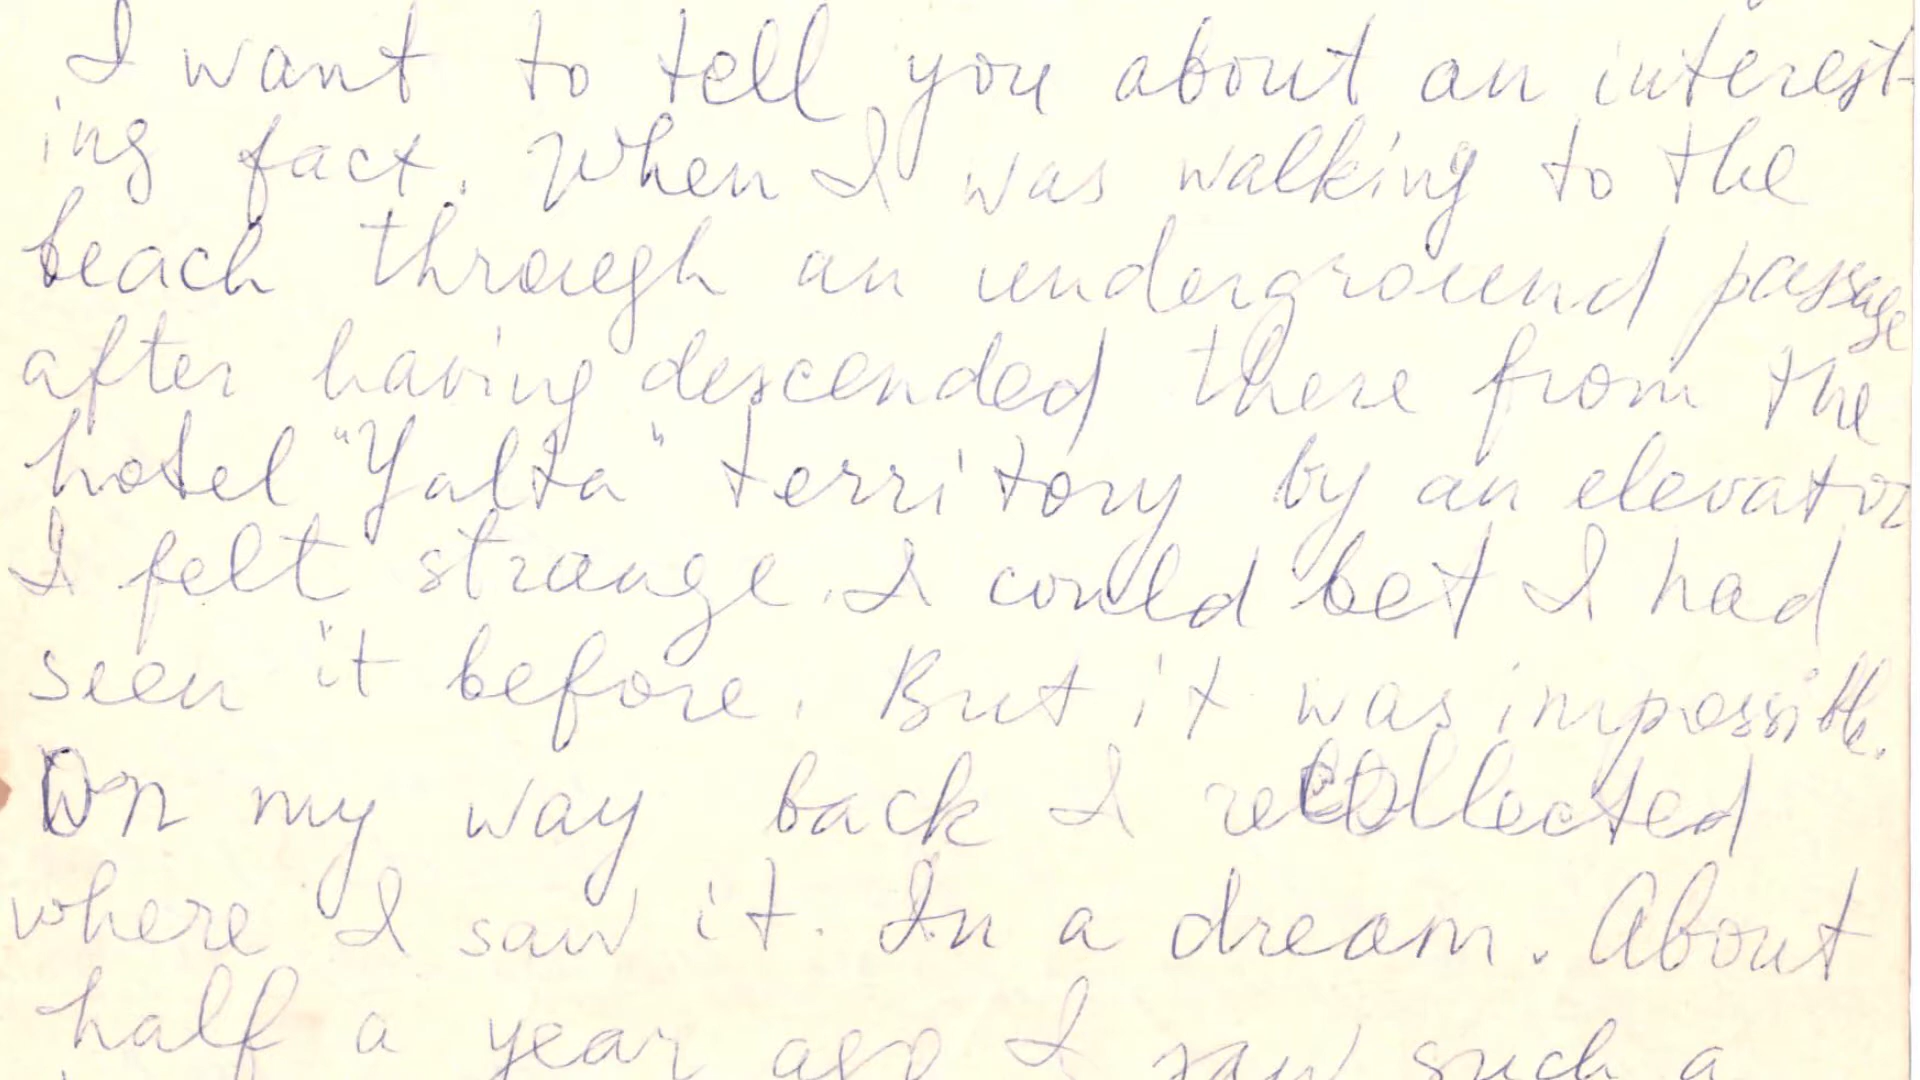 I want to tell you about an interest-
ing fact. When I was walking to the
beach through an underground passage
after having descended there from the
hotel "Yalta" territory by an elevator
I felt strange. I could bet I had
seen it before. But it was impossible.
On my way back I recollected
where I saw it. In a dream. About
half a year ago I saw such a